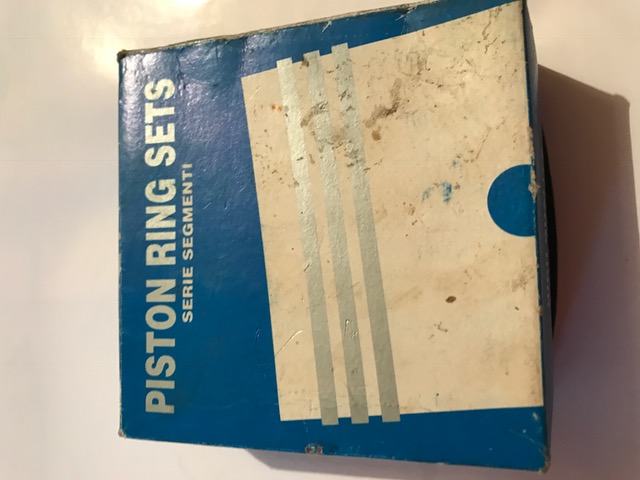 PISTON RING SETS
SERIE SEGMENTI